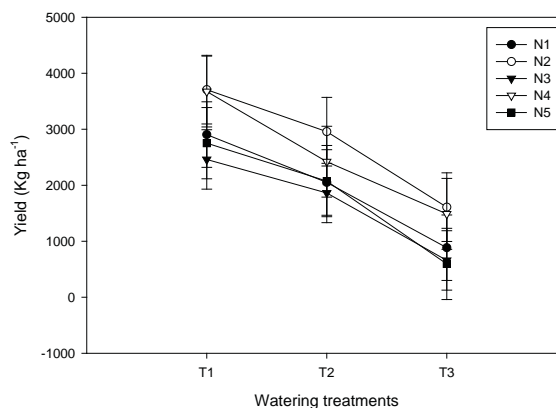 5000
4000
3000
2000
1000
0
-1000
Yield (Kg ha⁻¹)
T1 T2 T3
Watering treatments
N1
N2
N3
N4
N5